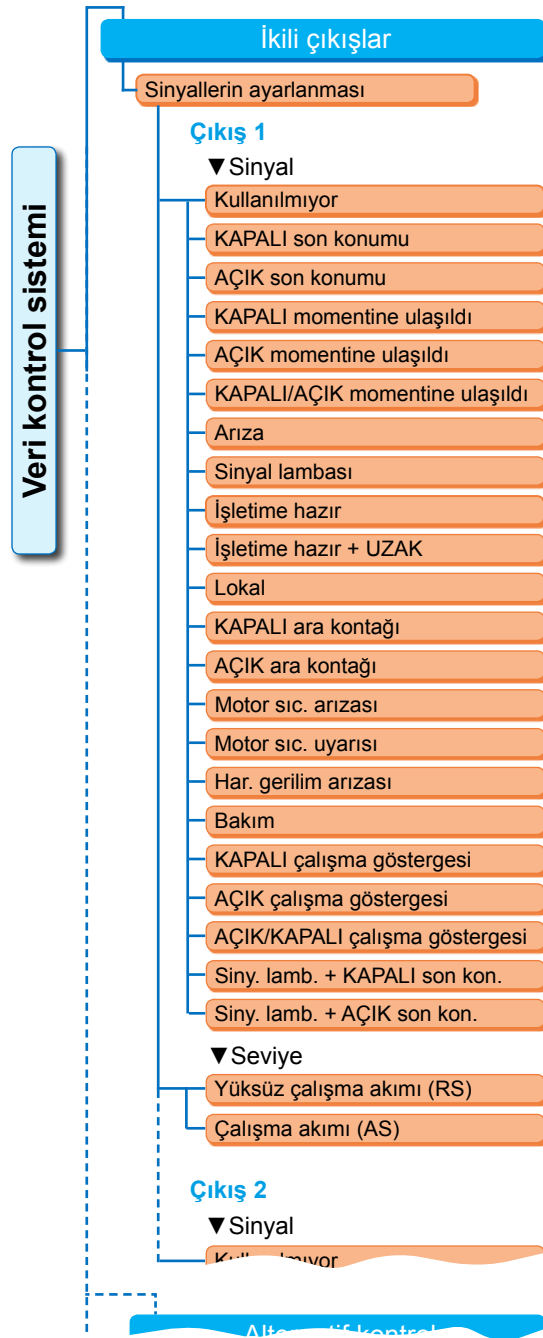 İkili çıkışlar
Sinyallerin ayarlanması
Veri kontrol sistemi
Çıkış 1
▼Sinyal
Kullanılmıyor
KAPALI son konumu
AÇIK son konumu
KAPALI momentine ulaşıldı
AÇIK momentine ulaşıldı
KAPALI/AÇIK momentine ulaşıldı
Arıza
Sinyal lambası
İşletime hazır
İşletime hazır + UZAK
Lokal
KAPALI ara kontağı
AÇIK ara kontağı
Motor sıc. arızası
Motor sıc. uyarısı
Har. gerilim arızası
Bakım
KAPALI çalışma göstergesi
AÇIK çalışma göstergesi
AÇIK/KAPALI çalışma göstergesi
Siny. lamb. + KAPALI son kon.
Siny. lamb. + AÇIK son kon.
▼Seviye
Yüksüz çalışma akımı (RS)
Çalışma akımı (AS)
Çıkış 2
▼Sinyal
Kullanılmıyor
Alternatif kontrol